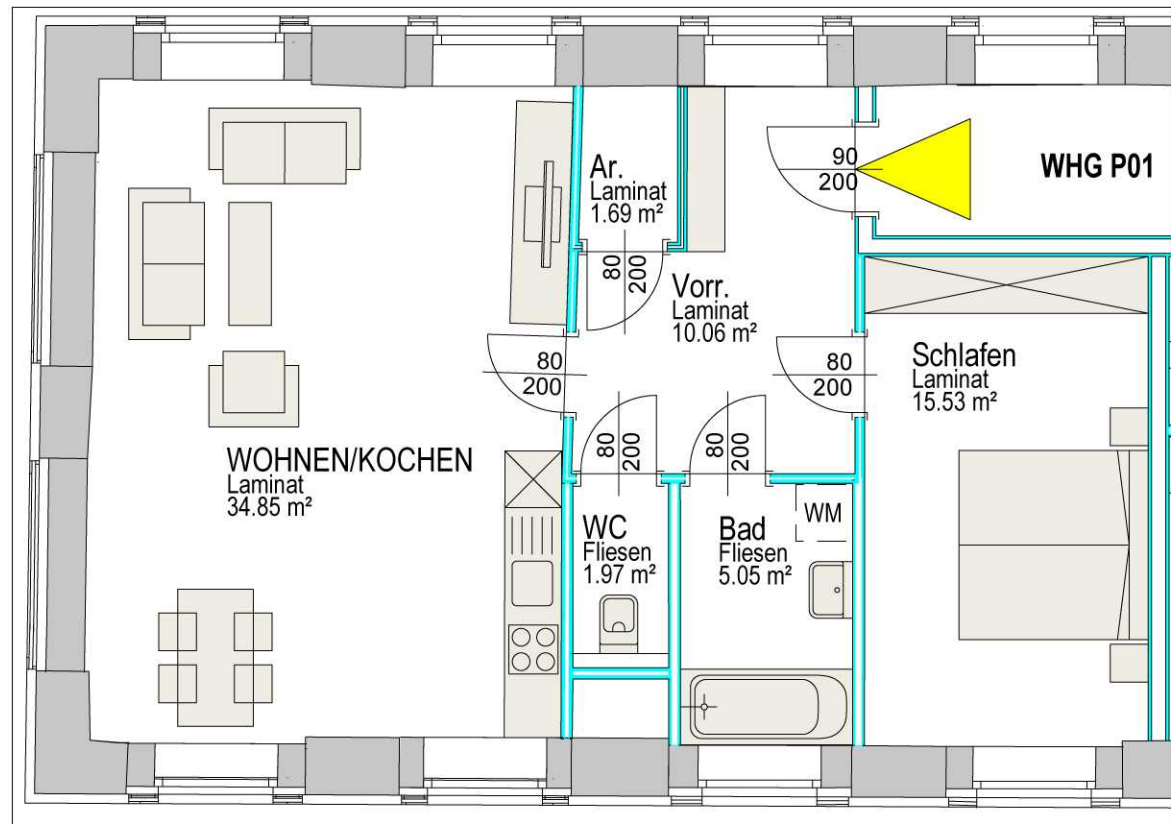 WHG P01
90
200
Ar.
Laminat
1.69 m²
80
200
Vorr.
Laminat
10.06 m²
80
200
80
200
Schlafen
Laminat
15.53 m²
WOHNEN/KOCHEN
Laminat
34.85 m²
80
200
80
200
WC
Fliesen
1.97 m²
Bad
Fliesen
5.05 m²
WM